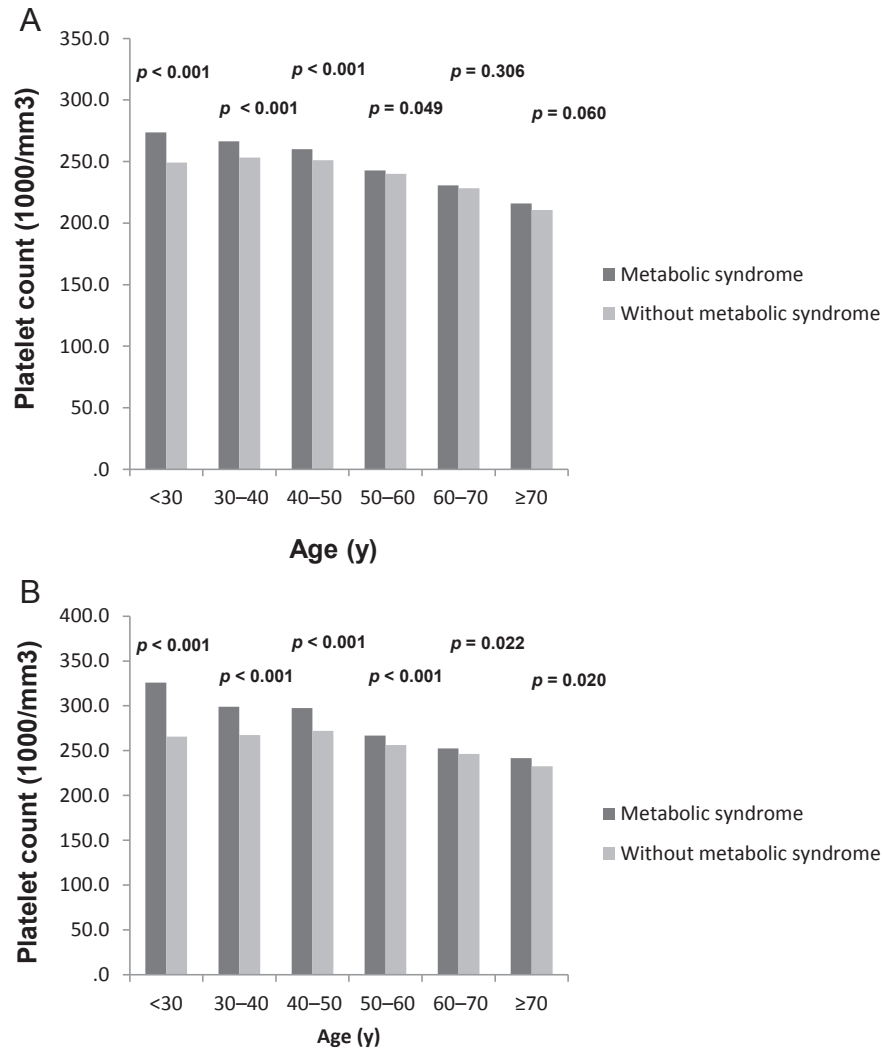 A
Platelet count (1000/mm3)
350.0
300.0
250.0
200.0
150.0
100.0
50.0
.0
p < 0.001
p < 0.001
p < 0.001
p = 0.049
p = 0.306
p = 0.060
Metabolic syndrome
Without metabolic syndrome
<30 30–40 40–50 50–60 60–70 ≥70
Age (y)
B
Platelet count (1000/mm3)
400.0
350.0
300.0
250.0
200.0
150.0
100.0
50.0
.0
p < 0.001
p < 0.001
p < 0.001
p < 0.001
p = 0.022
p = 0.020
Metabolic syndrome
Without metabolic syndrome
<30 30–40 40–50 50–60 60–70 ≥70
Age (y)